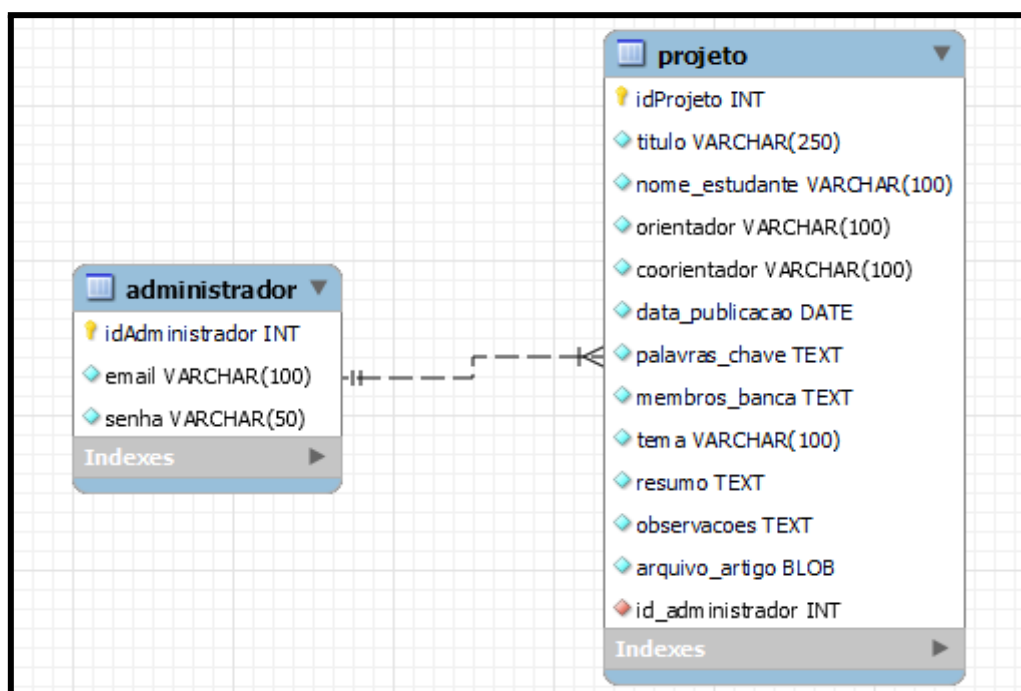 administrador
idAdministrador INT
email VARCHAR(100)
senha VARCHAR(50)
Indexes
projeto
idProjeto INT
titulo VARCHAR(250)
nome_estudante VARCHAR(100)
orientador VARCHAR(100)
coorientador VARCHAR(100)
data_publicacao DATE
palavras_chave TEXT
membros_banca TEXT
tema VARCHAR(100)
resumo TEXT
observacoes TEXT
arquivo_artigo BLOB
id_administrador INT
Indexes